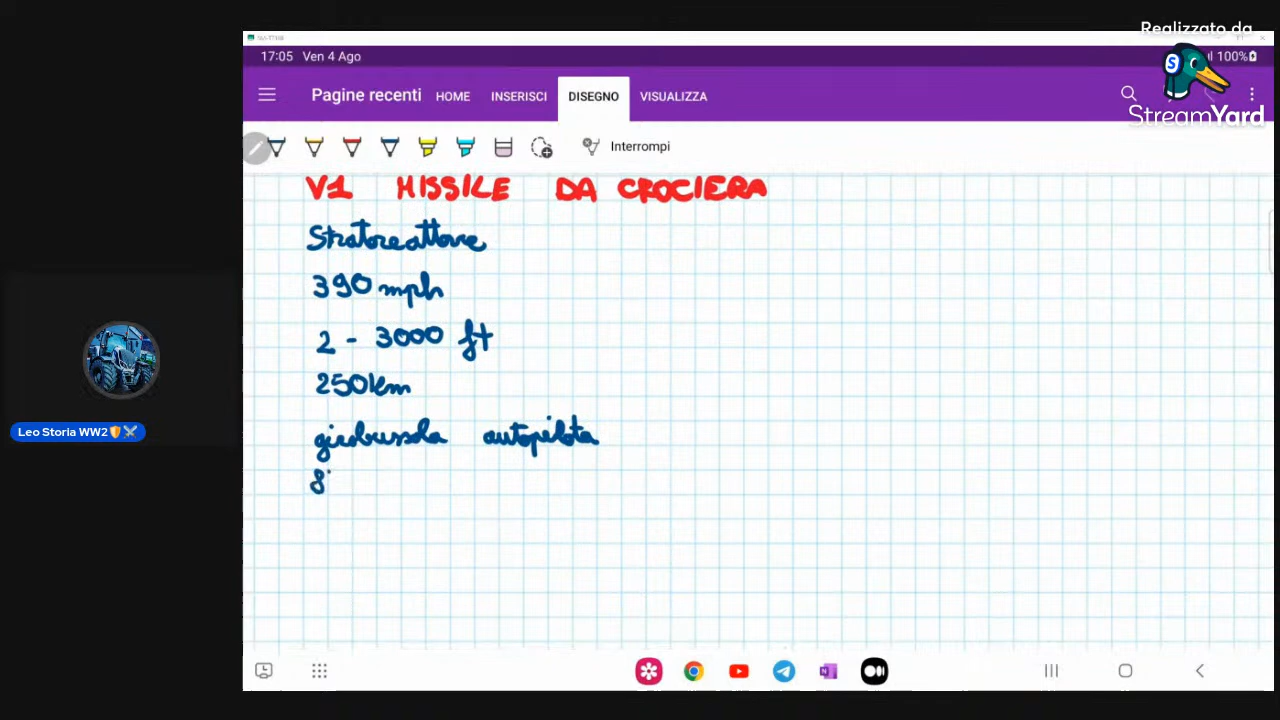 Realizzato da
StreamYard
17:05 Ven 4 Ago
100%
Pagine recenti HOME INSERISCI DISEGNO VISUALIZZA
Interrompi
V1 MISSILE DA CROCIERA
Statoreattore
390 mph
2 - 3000 ft
250km
girobussola autopilota
8
Leo Storia WW2